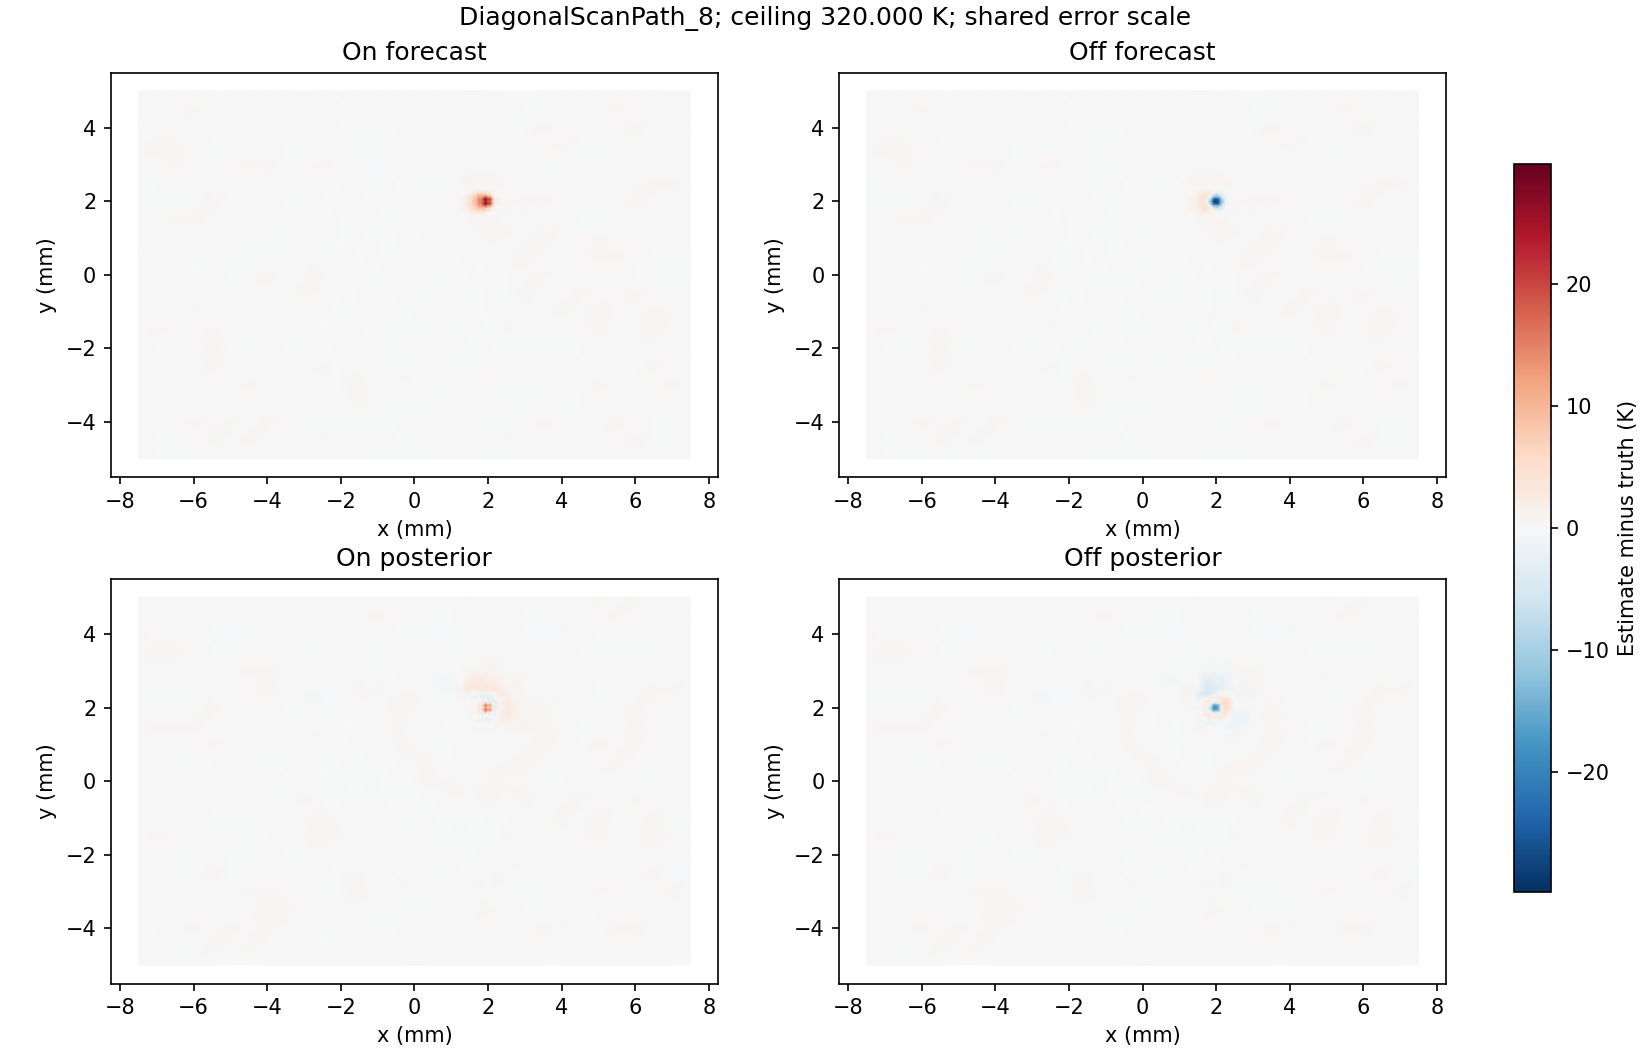 DiagonalScanPath_8; ceiling 320.000 K; shared error scale
On forecast
4
2
0
−2
−4
y (mm)
−8 −6 −4 −2 0 2 4 6 8
x (mm)
Off forecast
4
2
0
−2
−4
y (mm)
−8 −6 −4 −2 0 2 4 6 8
x (mm)
On posterior
4
2
0
−2
−4
y (mm)
−8 −6 −4 −2 0 2 4 6 8
x (mm)
Off posterior
4
2
0
−2
−4
y (mm)
−8 −6 −4 −2 0 2 4 6 8
x (mm)
20
10
0
−10
−20
Estimate minus truth (K)